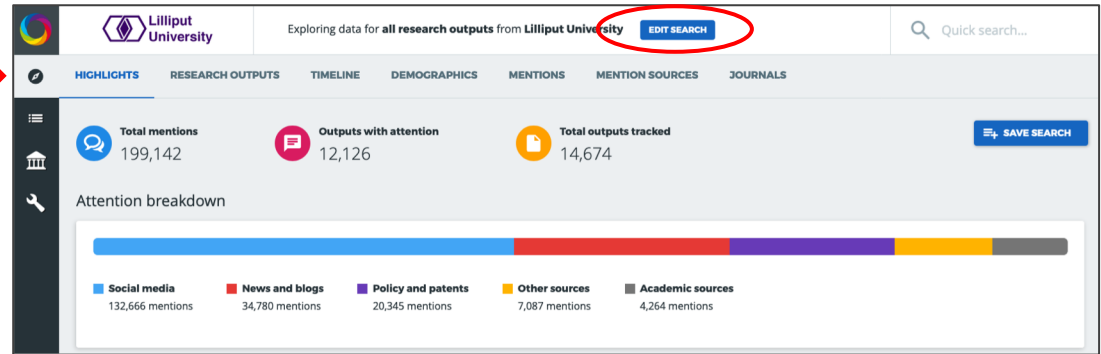 Lilliput
University
Exploring data for all research outputs from Lilliput University
EDIT SEARCH
Quick search...
HIGHLIGHTS RESEARCH OUTPUTS TIMELINE DEMOGRAPHICS MENTIONS MENTION SOURCES JOURNALS
Total mentions
199,142
Outputs with attention
12,126
Total outputs tracked
14,674
SAVE SEARCH
Attention breakdown
Social media
132,666 mentions
News and blogs
34,780 mentions
Policy and patents
20,345 mentions
Other sources
7,087 mentions
Academic sources
4,264 mentions